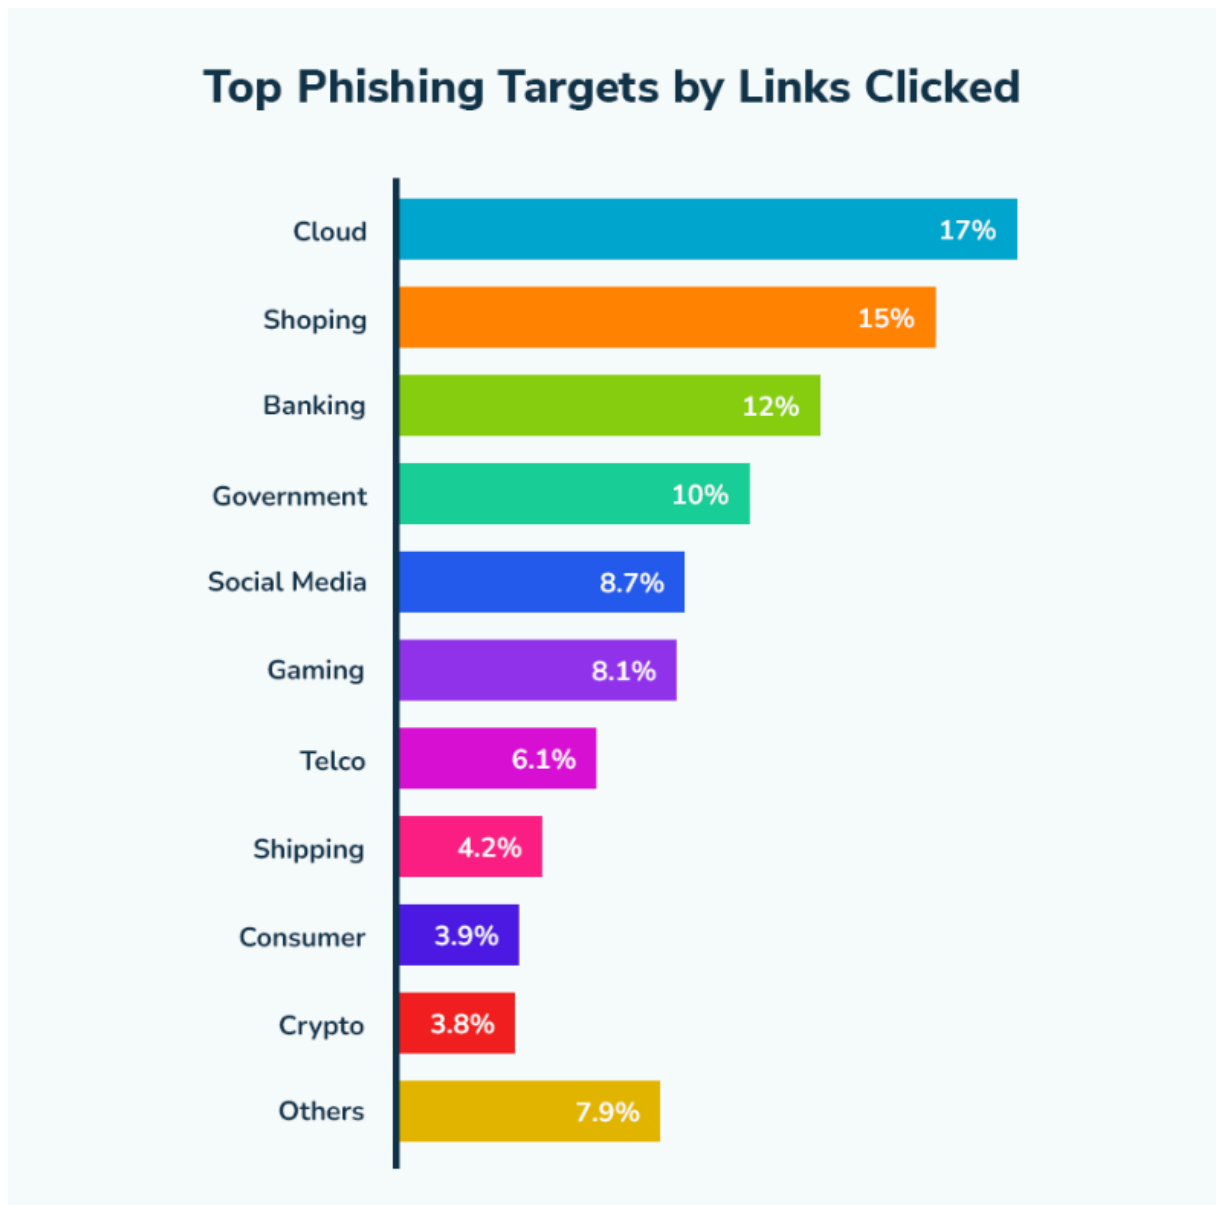 Top Phishing Targets by Links Clicked
Cloud 17%
Shoping 15%
Banking 12%
Government 10%
Social Media 8.7%
Gaming 8.1%
Telco 6.1%
Shipping 4.2%
Consumer 3.9%
Crypto 3.8%
Others 7.9%